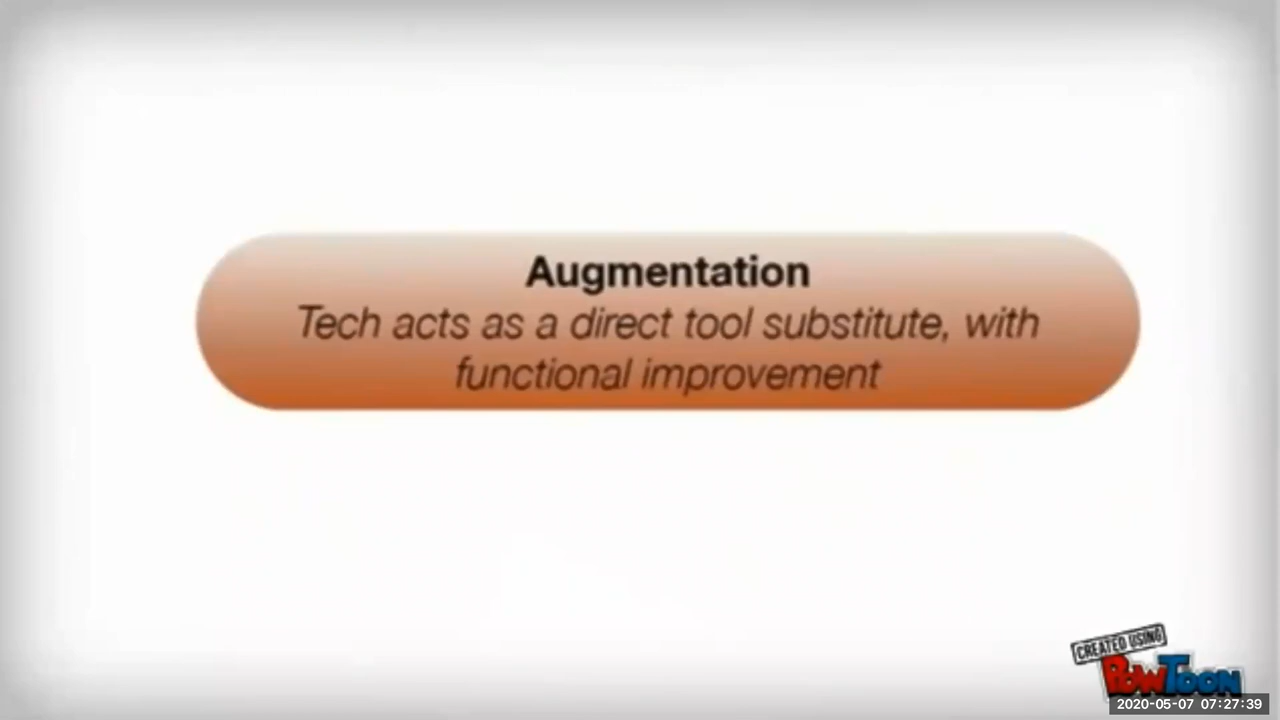 Augmentation
Tech acts as a direct tool substitute, with
functional improvement
CREATED USING
POWTOON
2020-05-07 07:27:39